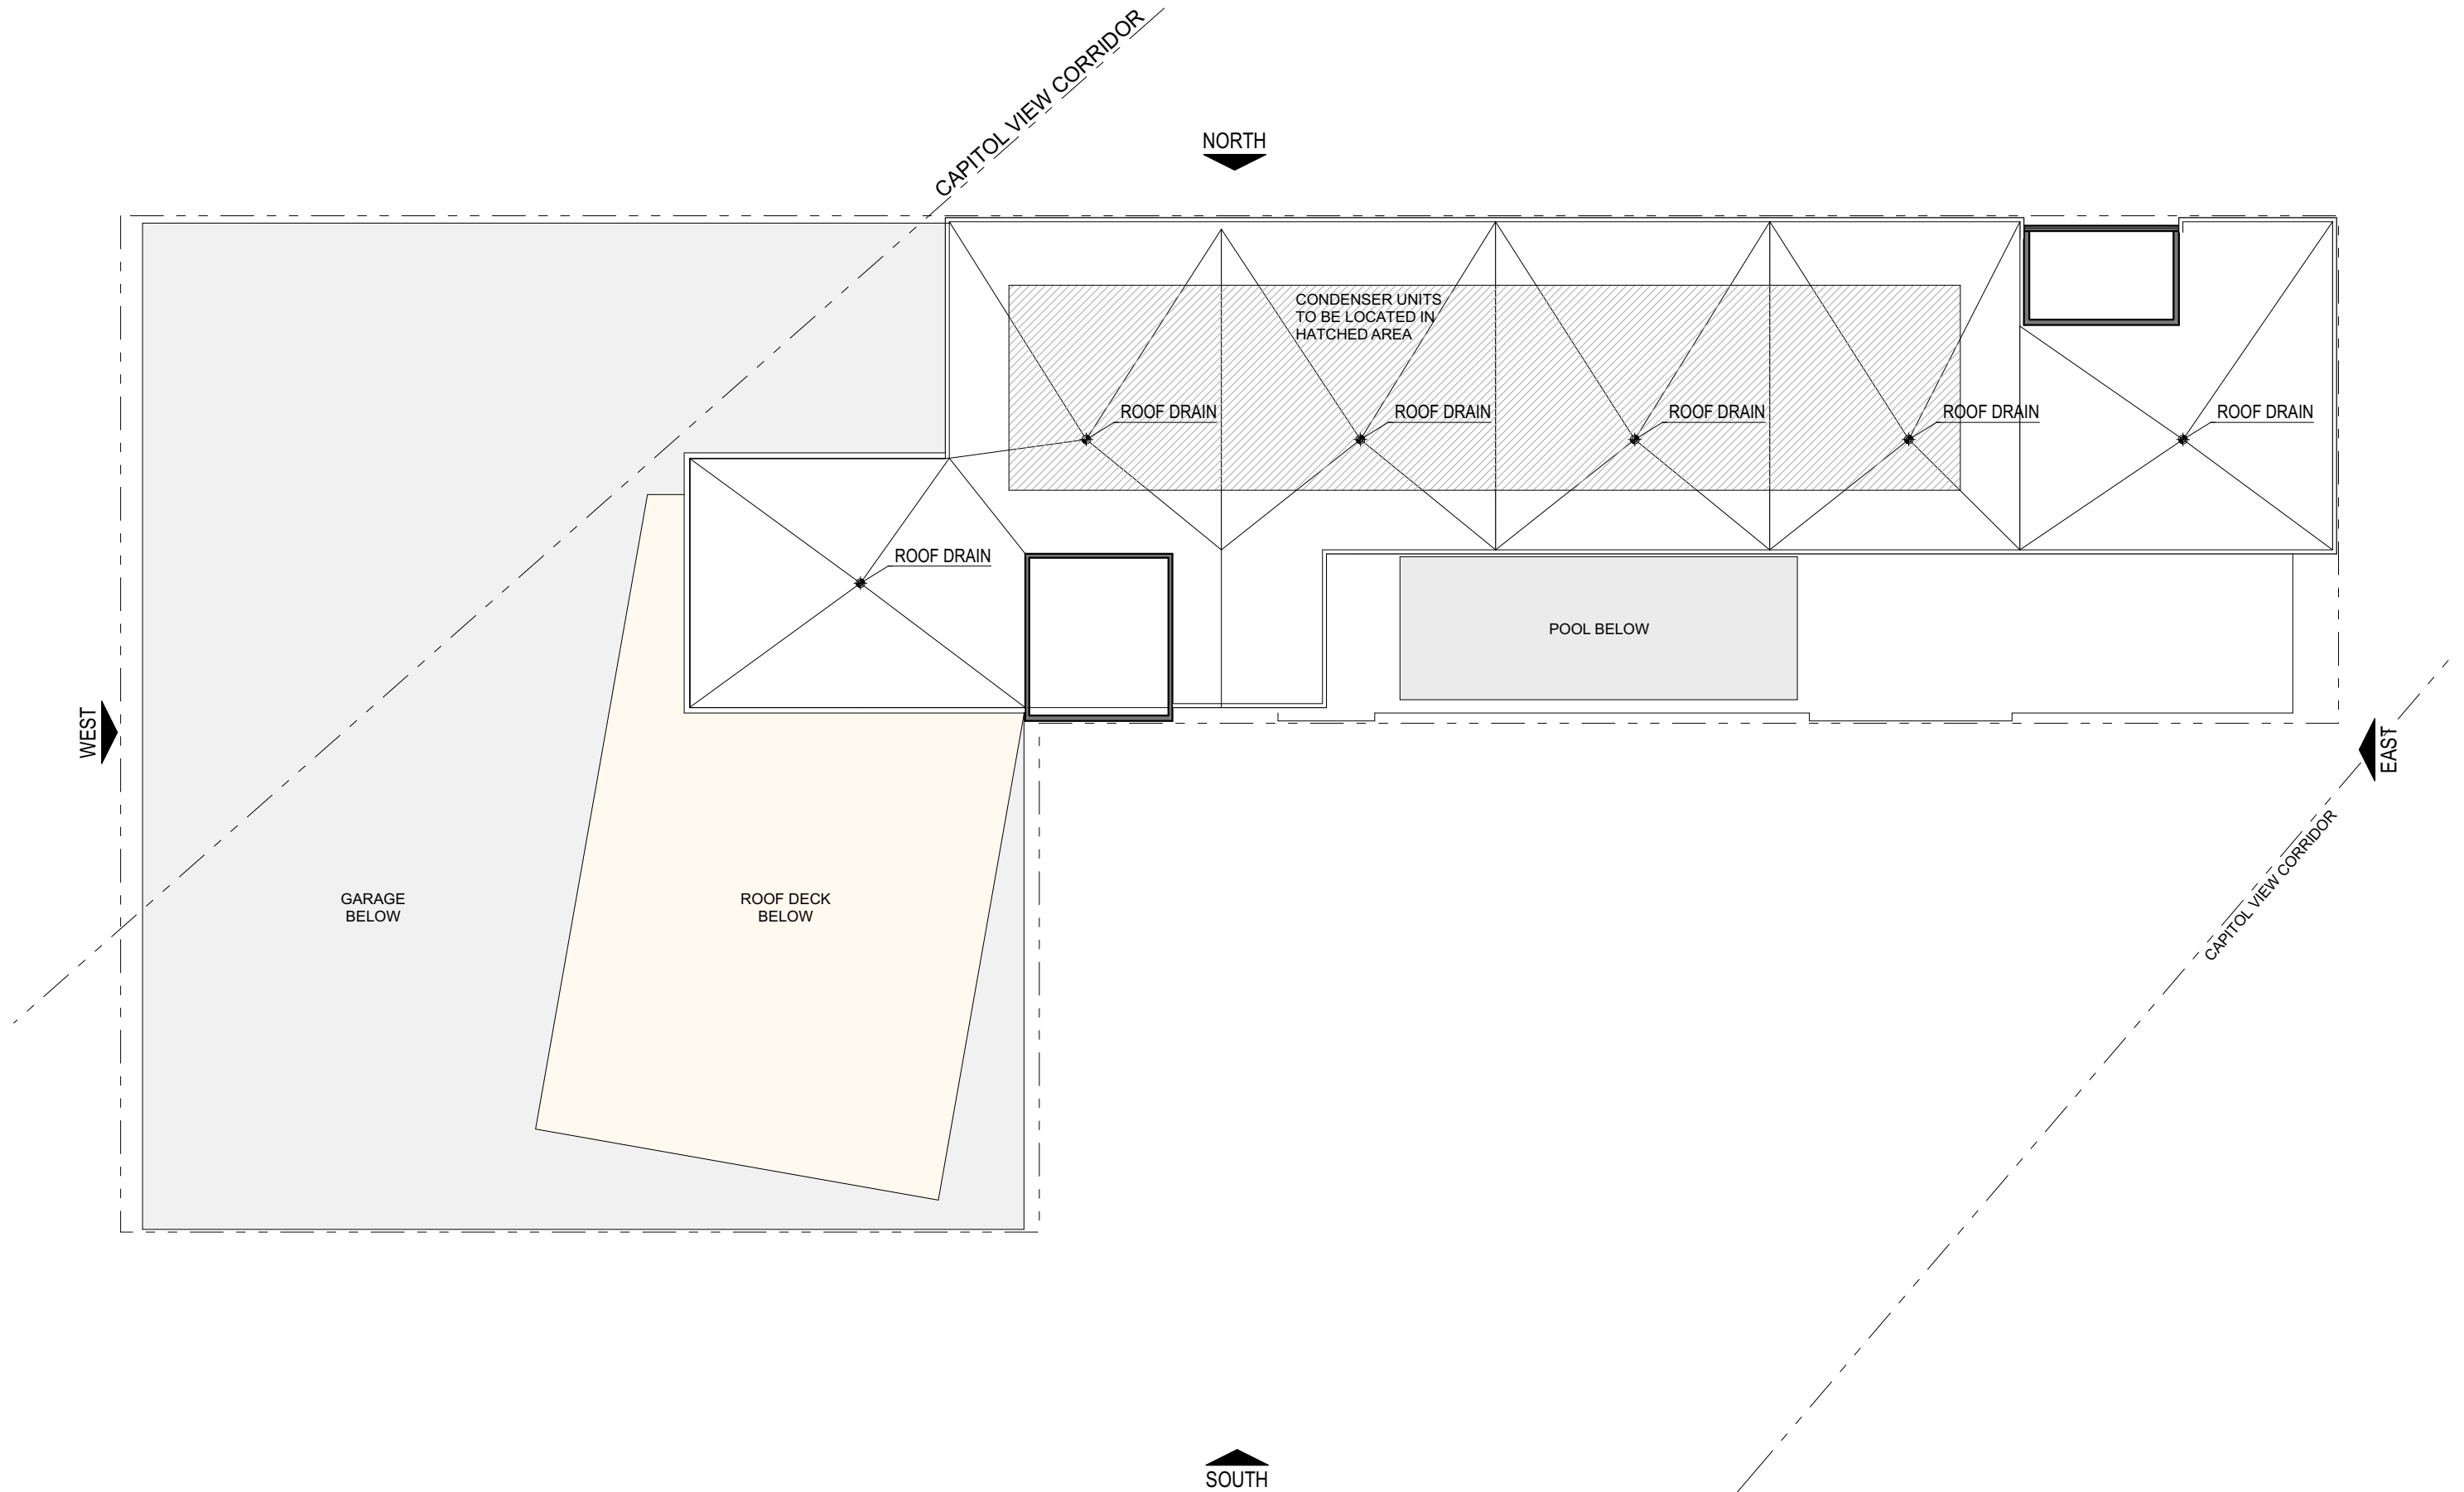 CAPITOL VIEW CORRIDOR
NORTH
CONDENSER UNITS
TO BE LOCATED IN
HATCHED AREA
ROOF DRAIN
ROOF DRAIN
ROOF DRAIN
ROOF DRAIN
ROOF DRAIN
ROOF DRAIN
POOL BELOW
WEST
EAST
CAPITOL VIEW CORRIDOR
GARAGE
BELOW
ROOF DECK
BELOW
SOUTH